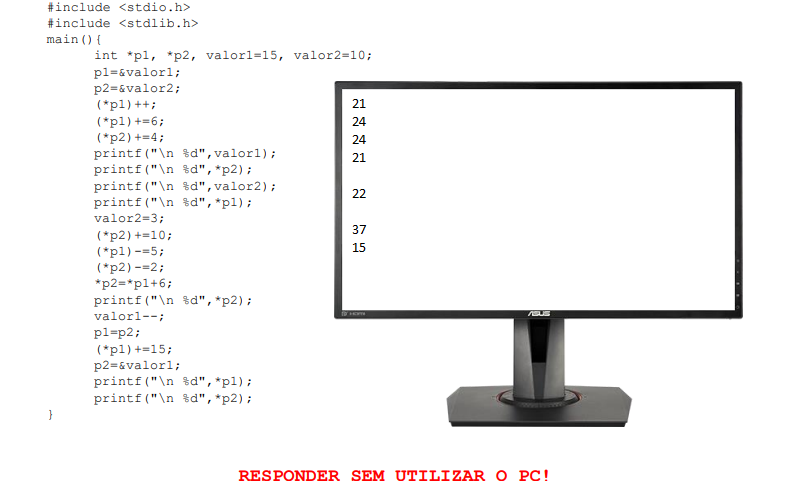 #include <stdio.h>
#include <stdlib.h>
main(){
int *p1, *p2, valor1=15, valor2=10;
p1=&valor1;
p2=&valor2;
(*p1)++;
(*p1)+=6;
(*p2)+=4;
printf("\n %d",valor1);
printf("\n %d",*p2);
printf("\n %d",valor2);
printf("\n %d",*p1);
valor2=3;
(*p2)+=10;
(*p1)-=5;
(*p2)-=2;
*p2=*p1+6;
printf("\n %d",*p2);
valor1--;
p1=p2;
(*p1)+=15;
p2=&valor1;
printf("\n %d",*p1);
printf("\n %d",*p2);
}
21
24
24
21
22
37
15
HDMI
ASUS
RESPONDER SEM UTILIZAR O PC!